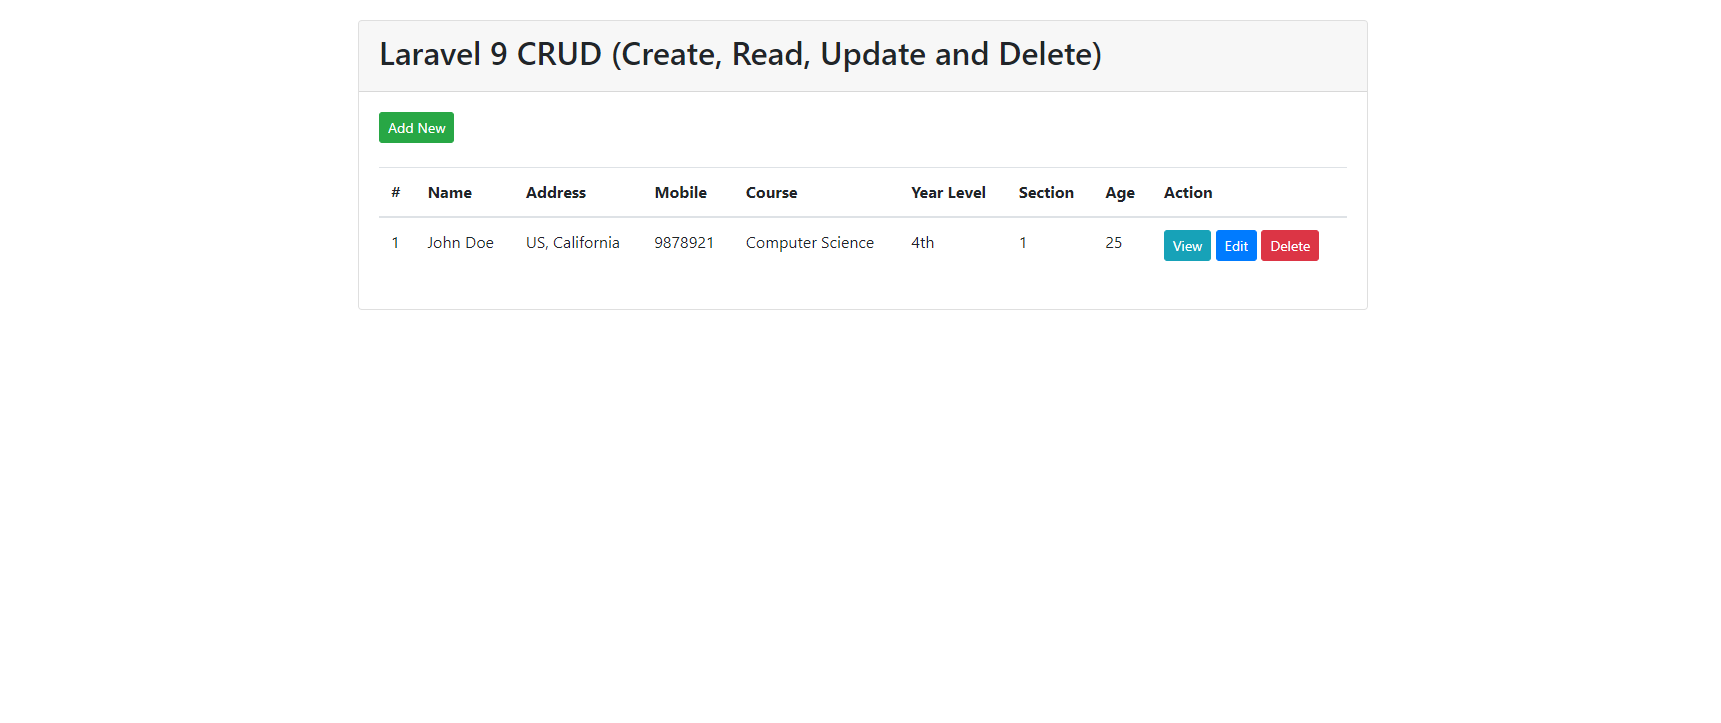 Laravel 9 CRUD (Create, Read, Update and Delete)
Add New
# Name Address Mobile Course Year Level Section Age Action
1 John Doe US, California 9878921 Computer Science 4th 1 25 View Edit Delete